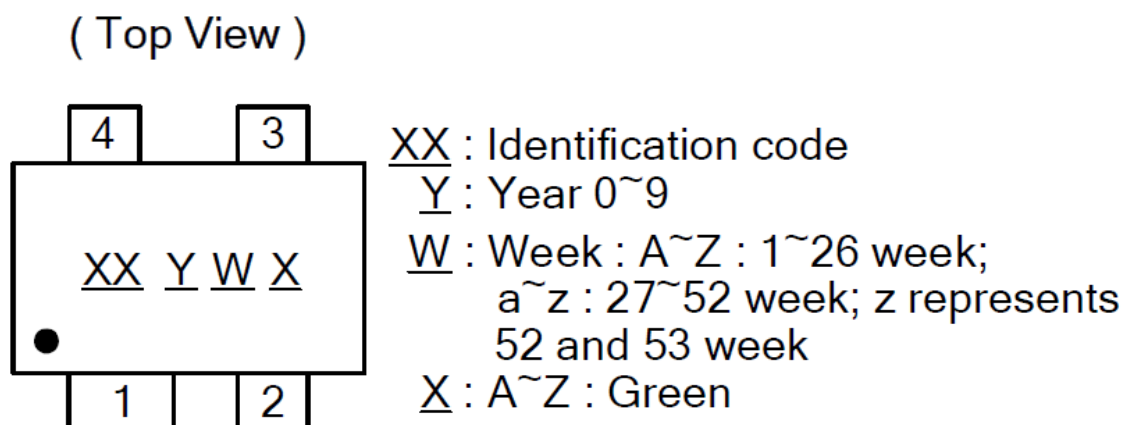 ( Top View )
4 3
XX Y W X
1 2
XX : Identification code
Y : Year 0~9
W : Week : A~Z : 1~26 week;
a~z : 27~52 week; z represents
52 and 53 week
X : A~Z : Green